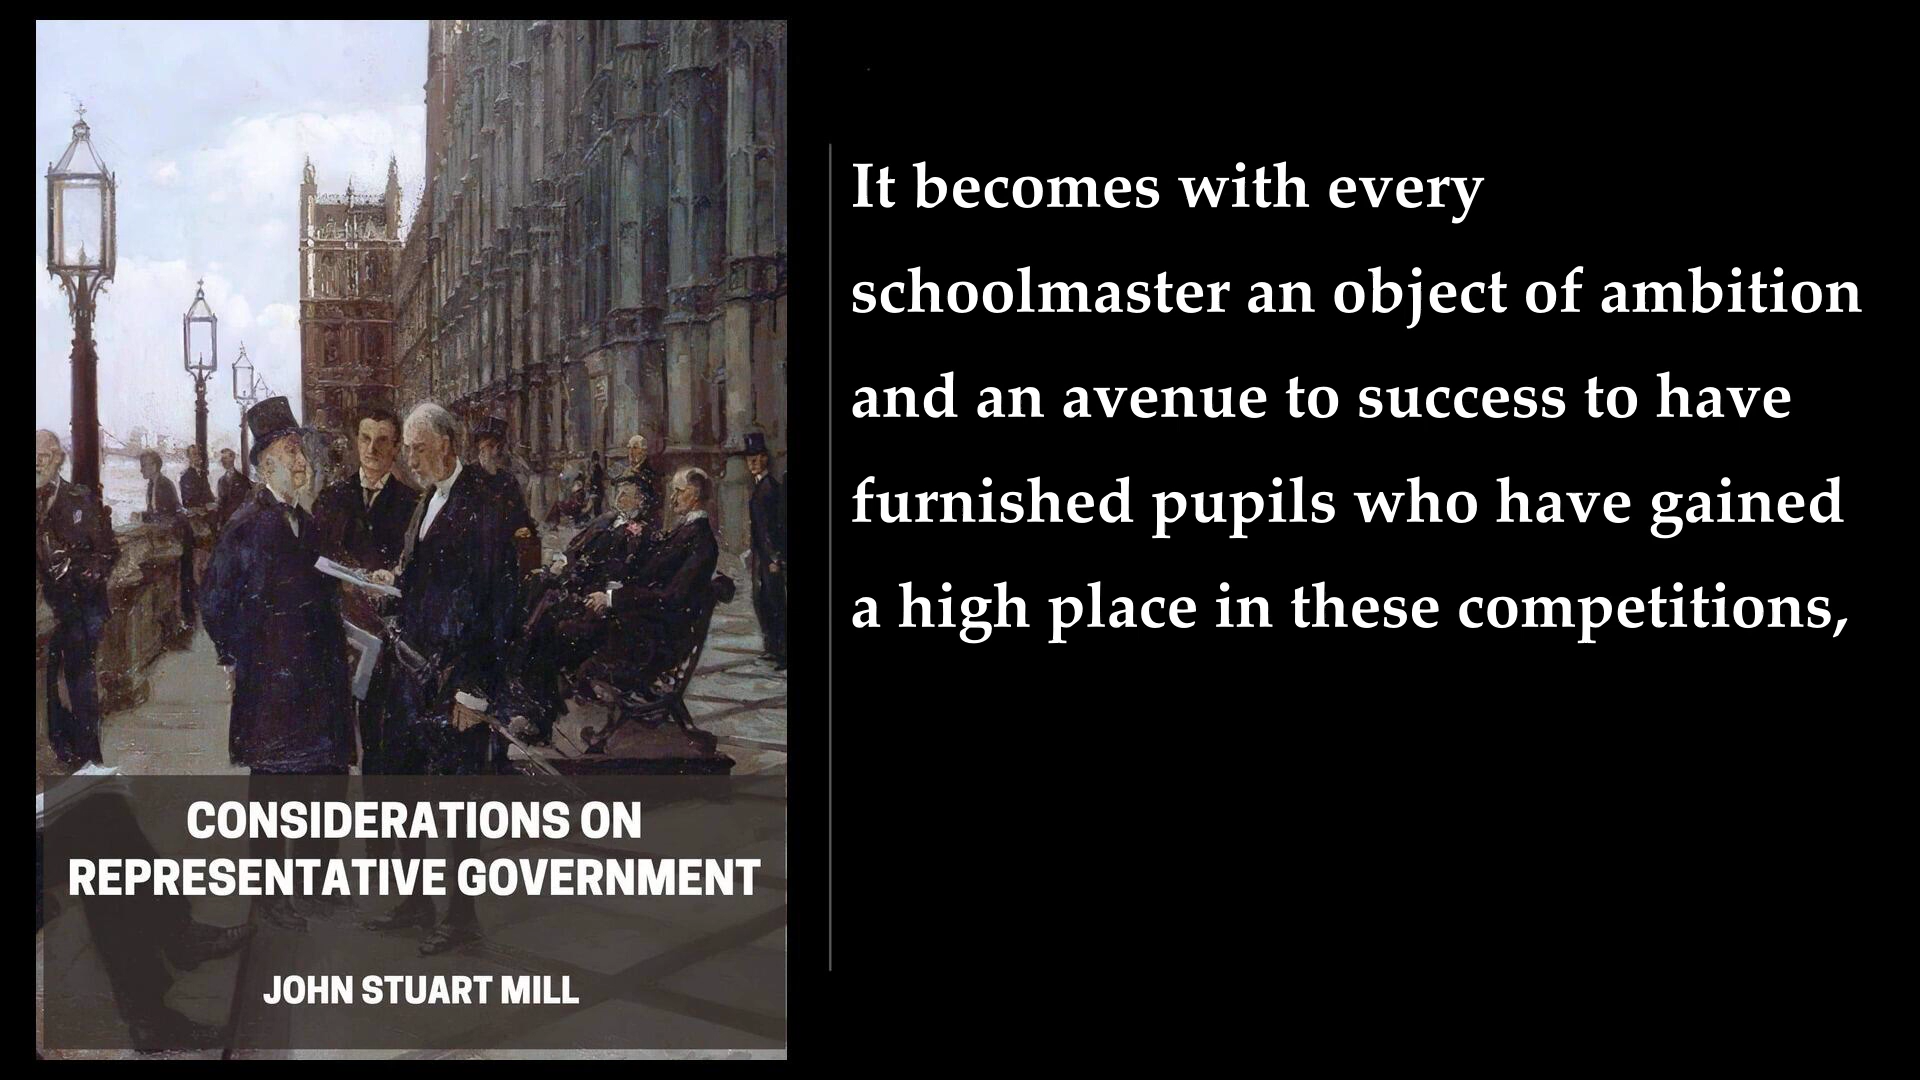 CONSIDERATIONS ON
REPRESENTATIVE GOVERNMENT
JOHN STUART MILL
It becomes with every
schoolmaster an object of ambition
and an avenue to success to have
furnished pupils who have gained
a high place in these competitions,